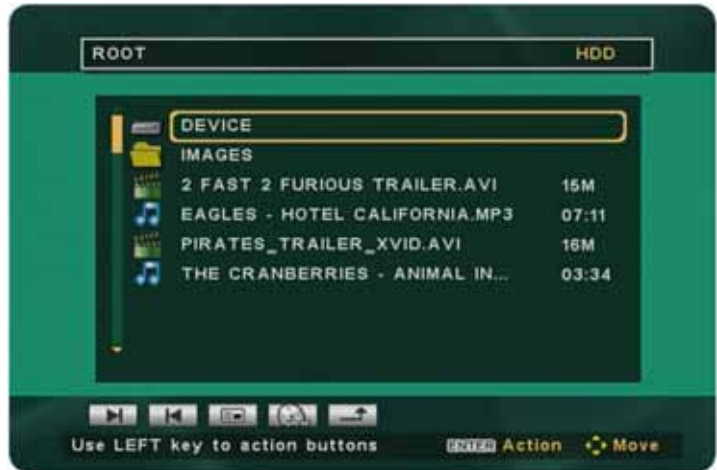 ROOT HDD
DEVICE
IMAGES
2 FAST 2 FURIOUS TRAILER.AVI 15M
EAGLES - HOTEL CALIFORNIA.MP3 07:11
PIRATES_TRAILER_XVID.AVI 16M
THE CRANBERRIES - ANIMAL IN... 03:34
Use LEFT key to action buttons ENTER Action Move